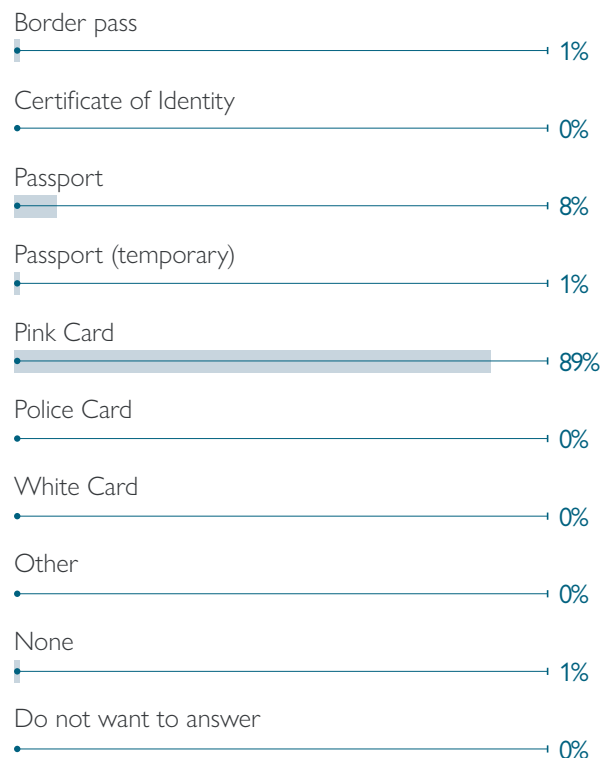 Border pass
1%
Certificate of Identity
0%
Passport
8%
Passport (temporary)
1%
Pink Card
89%
Police Card
0%
White Card
0%
Other
0%
None
1%
Do not want to answer
0%